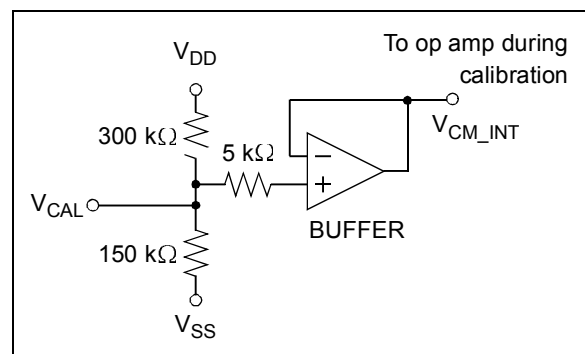 To op amp during
calibration
V_DD
300 kΩ
5 kΩ
V_CM_INT
−
+
V_CAL
BUFFER
150 kΩ
V_SS